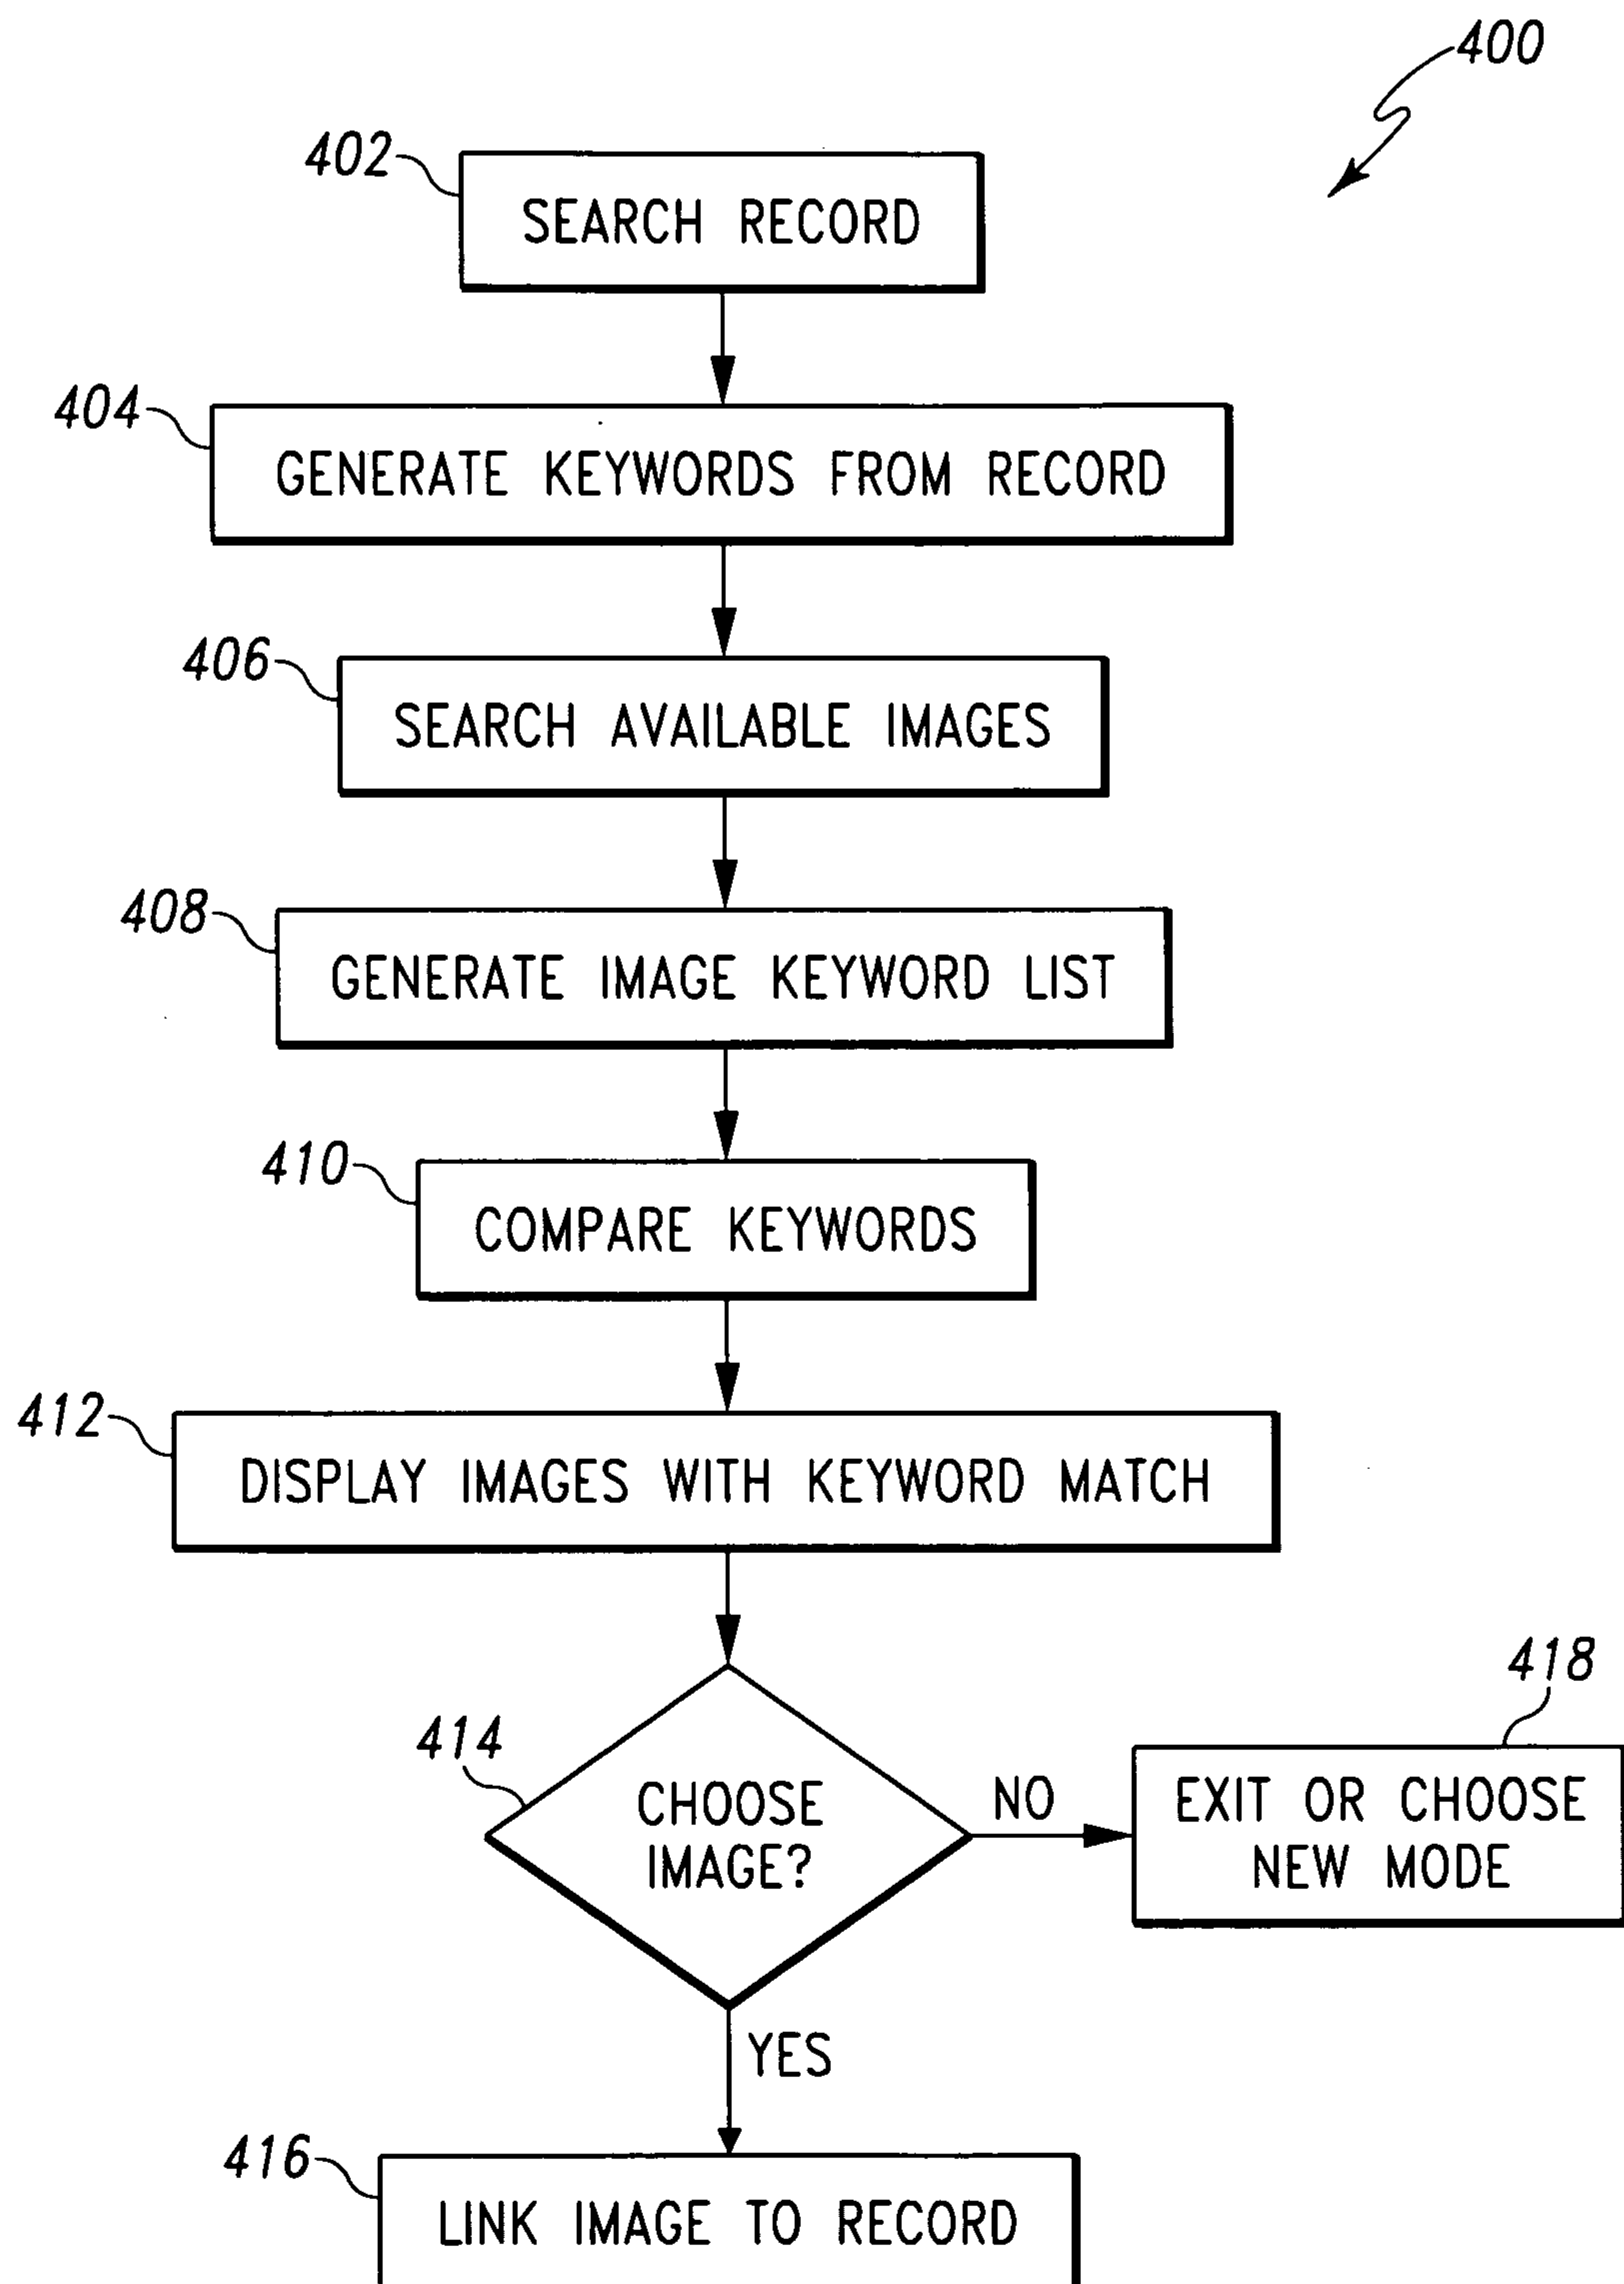 400
402
SEARCH RECORD
404
GENERATE KEYWORDS FROM RECORD
406
SEARCH AVAILABLE IMAGES
408
GENERATE IMAGE KEYWORD LIST
410
COMPARE KEYWORDS
412
DISPLAY IMAGES WITH KEYWORD MATCH
414
CHOOSE
IMAGE?
NO
418
EXIT OR CHOOSE
NEW MODE
YES
416
LINK IMAGE TO RECORD